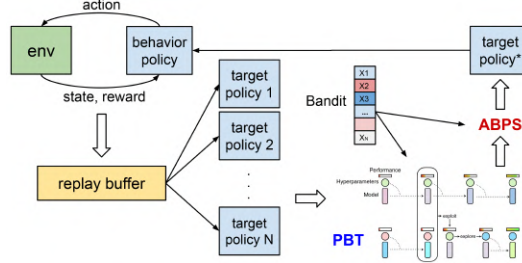 action
env
behavior
policy
state, reward
replay buffer
target
policy 1
target
policy 2
target
policy N
Bandit
X1
X2
X3
...
XN
target
policy*
ABPS
PBT
Performance
Hyperparameters
Model
exploit
explore